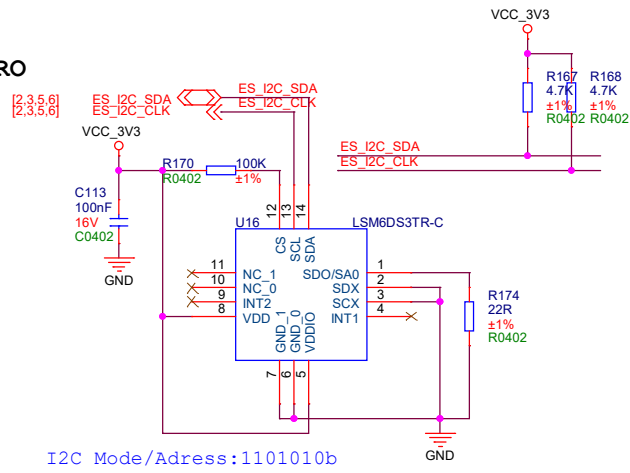 VCC_3V3
RO
R167
4.7K
±1%
R0402
R168
4.7K
±1%
R0402
[2,3,5,6]
ES_I2C_SDA
ES_I2C_SDA
[2,3,5,6]
ES_I2C_CLK
ES_I2C_CLK
VCC_3V3
ES_I2C_SDA
ES_I2C_CLK
R170
100K
R0402
±1%
C113
100nF
16V
C0402
GND
12
13
14
U16
LSM6DS3TR-C
CS
SCL
SDA
11
NC_1
10
NC_0
9
INT2
8
VDD
1
SDO/SA0
2
SDX
3
SCX
4
INT1
GND_1
GND_0
VDDIO
7
6
5
R174
22R
±1%
R0402
GND
I2C Mode/Adress:1101010b